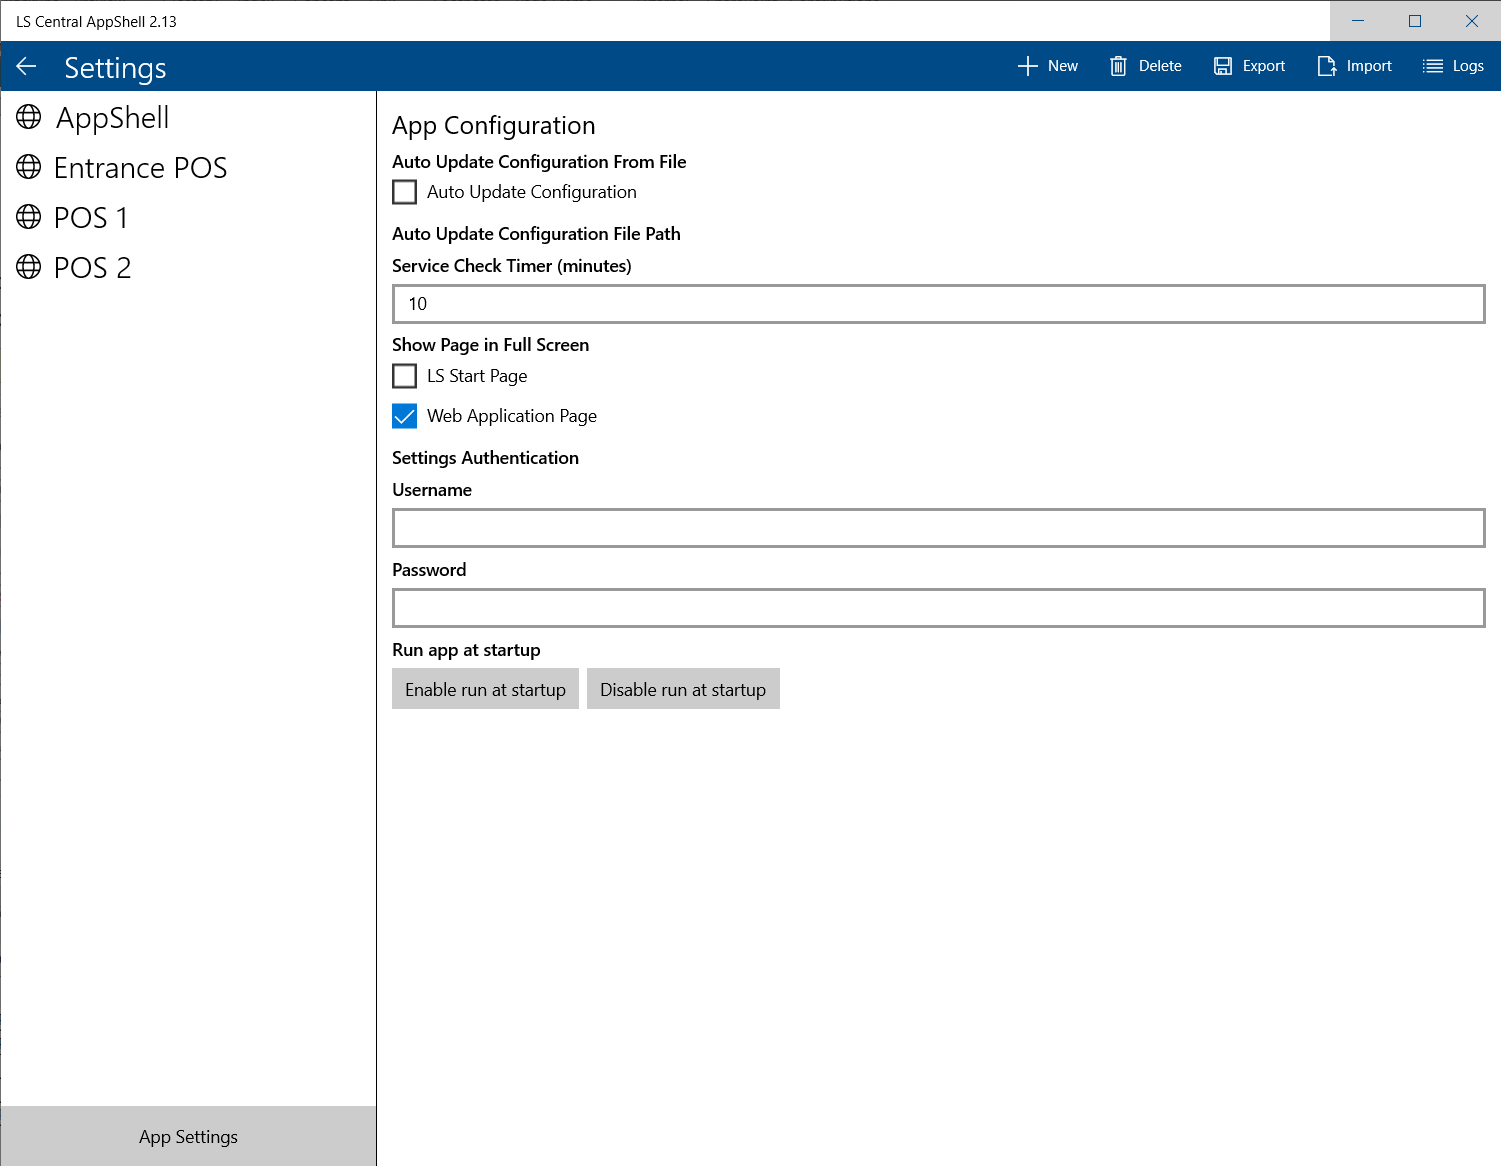 LS Central AppShell 2.13
Settings
New
Delete
Export
Import
Logs
AppShell
Entrance POS
POS 1
POS 2
App Settings
App Configuration
Auto Update Configuration From File
Auto Update Configuration
Auto Update Configuration File Path
Service Check Timer (minutes)
10
Show Page in Full Screen
LS Start Page
Web Application Page
Settings Authentication
Username
Password
Run app at startup
Enable run at startup
Disable run at startup